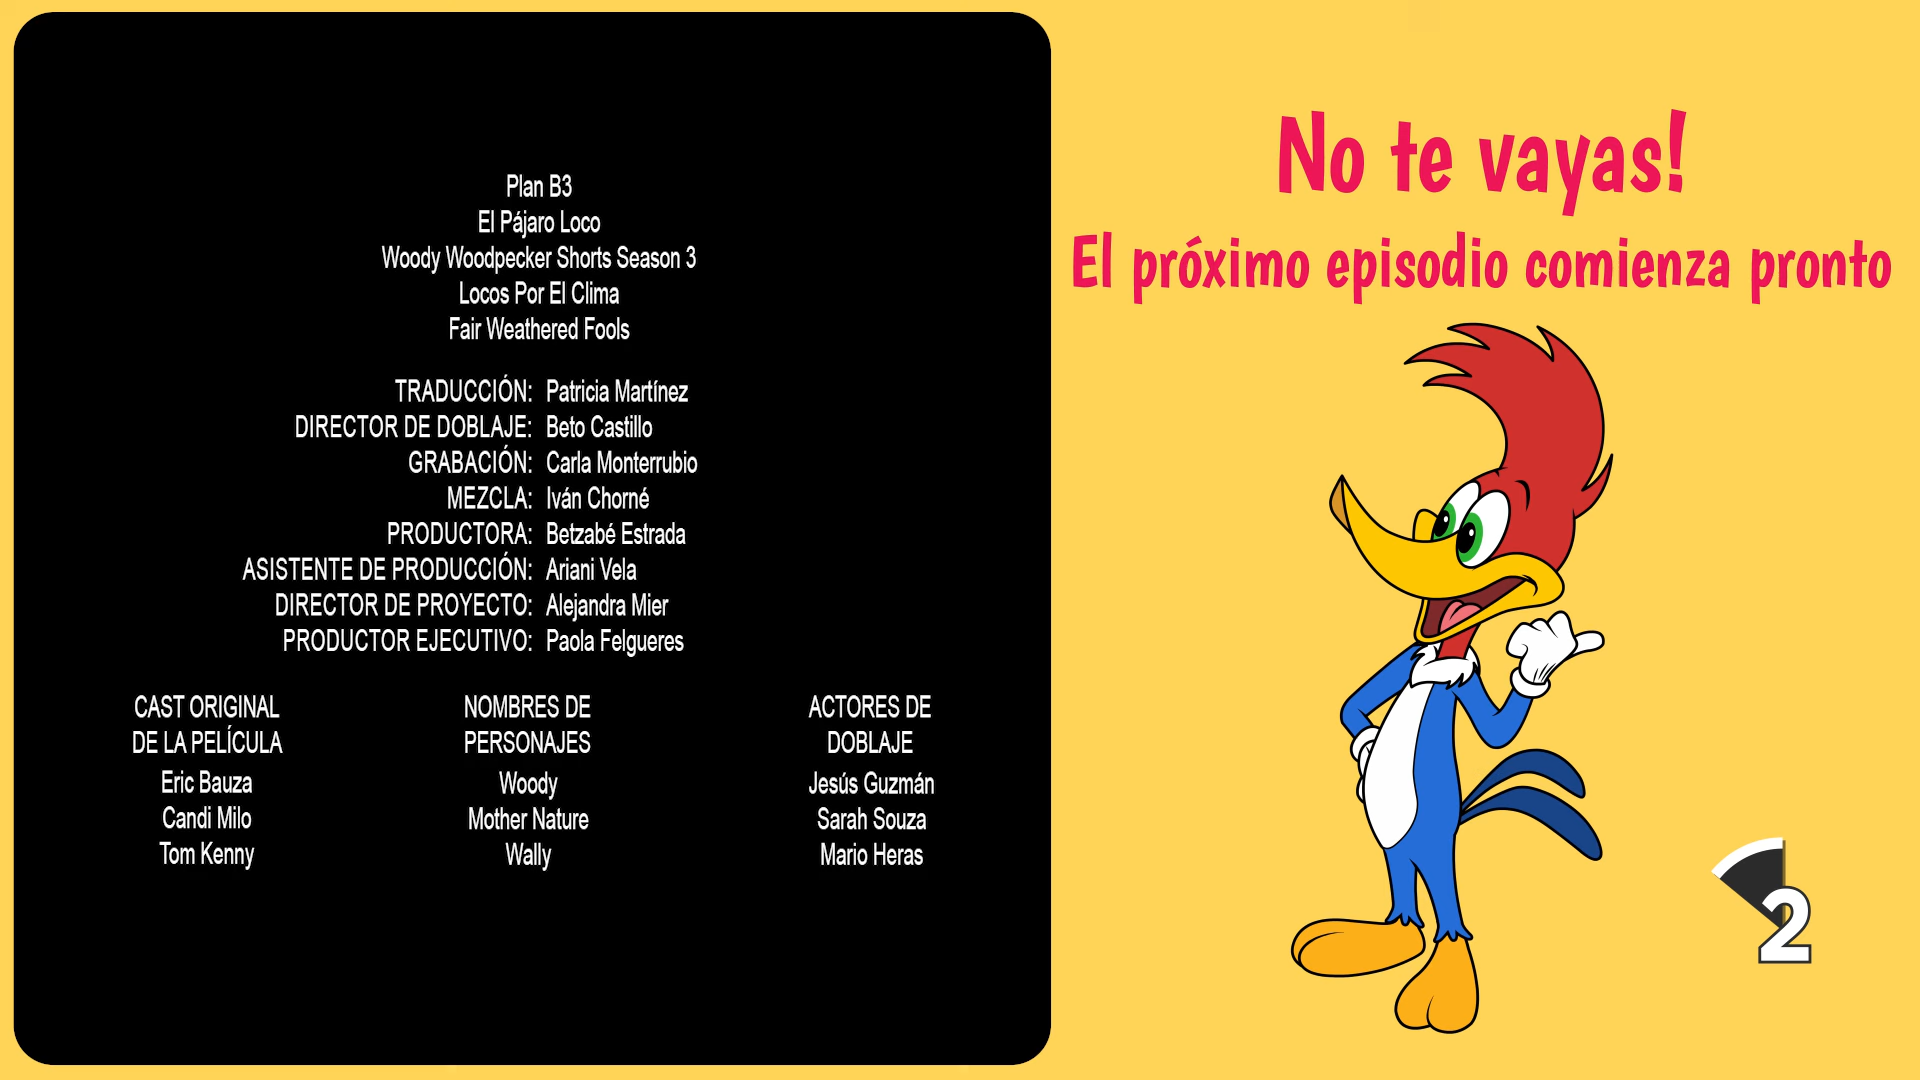 Plan B3
El Pájaro Loco
Woody Woodpecker Shorts Season 3
Locos Por El Clima
Fair Weathered Fools
TRADUCCIÓN: Patricia Martínez
DIRECTOR DE DOBLAJE: Beto Castillo
GRABACIÓN: Carla Monterrubio
MEZCLA: Iván Chorné
PRODUCTORA: Betzabé Estrada
ASISTENTE DE PRODUCCIÓN: Ariani Vela
DIRECTOR DE PROYECTO: Alejandra Mier
PRODUCTOR EJECUTIVO: Paola Felgueres
CAST ORIGINAL
DE LA PELÍCULA
Eric Bauza
Candi Milo
Tom Kenny
NOMBRES DE
PERSONAJES
Woody
Mother Nature
Wally
ACTORES DE
DOBLAJE
Jesús Guzmán
Sarah Souza
Mario Heras
No te vayas!
El próximo episodio comienza pronto
2